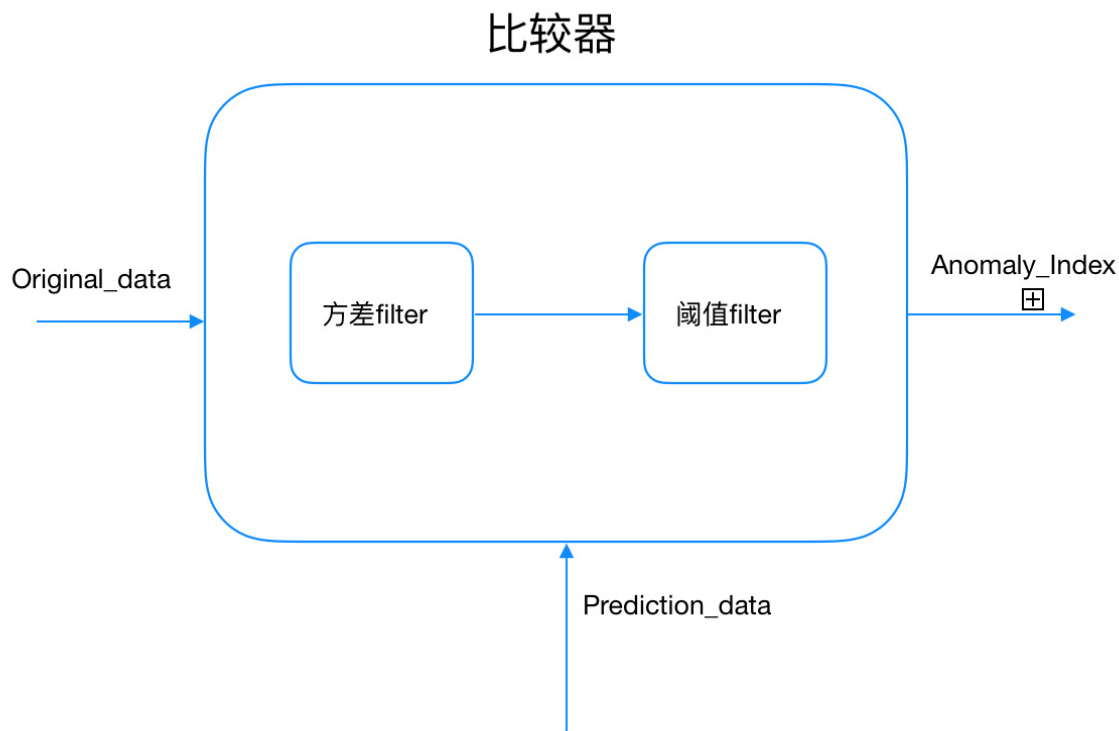 比较器
Original_data
方差filter
阈值filter
Anomaly_Index
Prediction_data